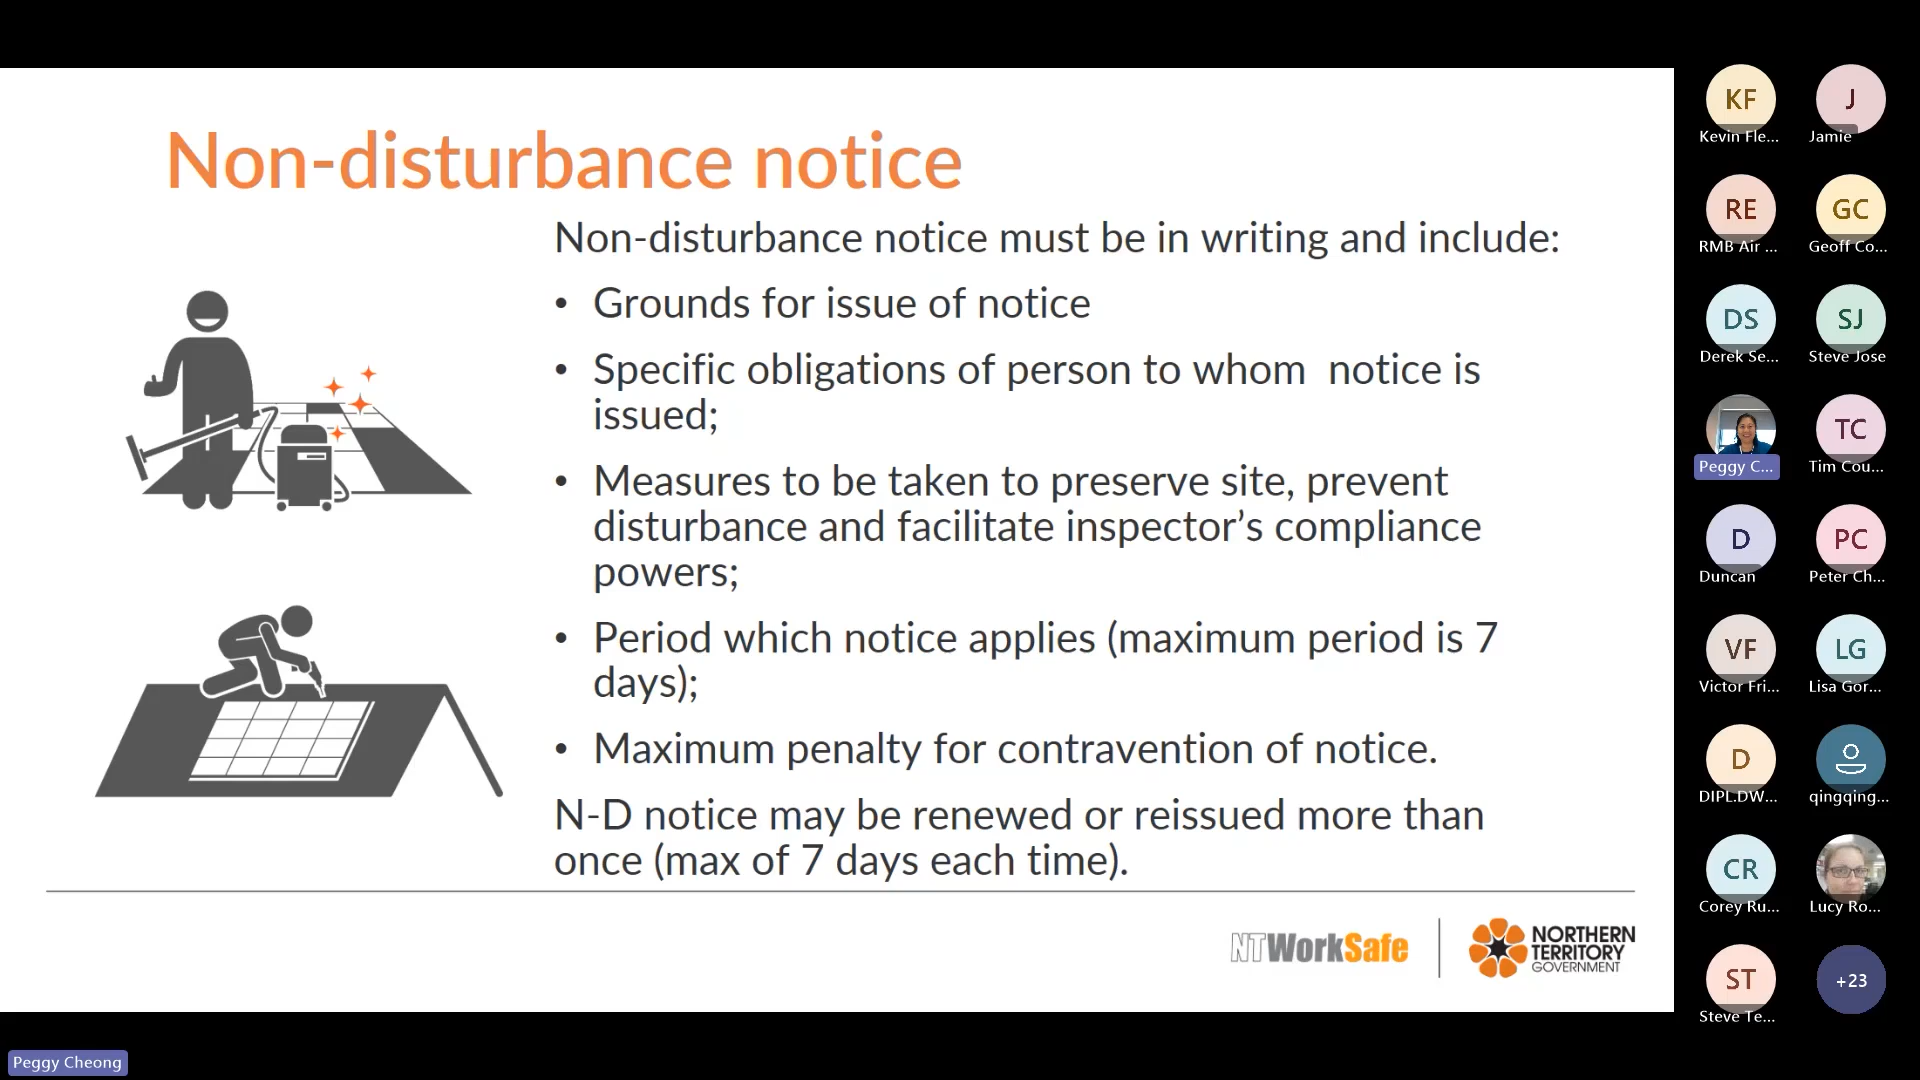 Non-disturbance notice
Non-disturbance notice must be in writing and include:
• Grounds for issue of notice
• Specific obligations of person to whom  notice is
issued;
• Measures to be taken to preserve site, prevent
disturbance and facilitate inspector’s compliance
powers;
• Period which notice applies (maximum period is 7
days);
• Maximum penalty for contravention of notice.
N-D notice may be renewed or reissued more than
once (max of 7 days each time).
NTWorkSafe
NORTHERN
TERRITORY
GOVERNMENT
KF
Kevin Fle...
J
Jamie
RE
RMB Air ...
GC
Geoff Co...
DS
Derek Se...
SJ
Steve Jose
Peggy C...
TC
Tim Cou...
D
Duncan
PC
Peter Ch...
VF
Victor Fri...
LG
Lisa Gor...
D
DIPL.DW...
qingqing...
CR
Corey Ru...
Lucy Ro...
ST
Steve Te...
+23
Peggy Cheong